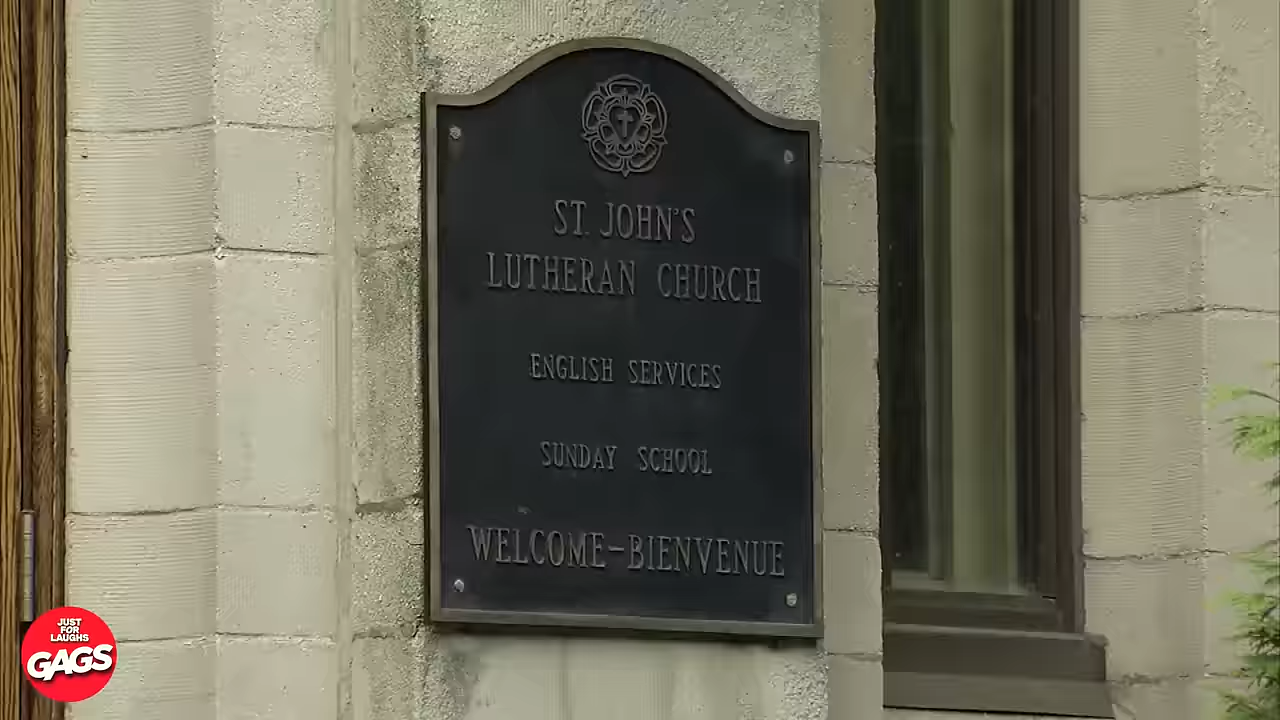 ST. JOHN'S
LUTHERAN CHURCH
ENGLISH SERVICES
SUNDAY SCHOOL
WELCOME-BIENVENUE
JUST
FOR
LAUGHS
GAGS